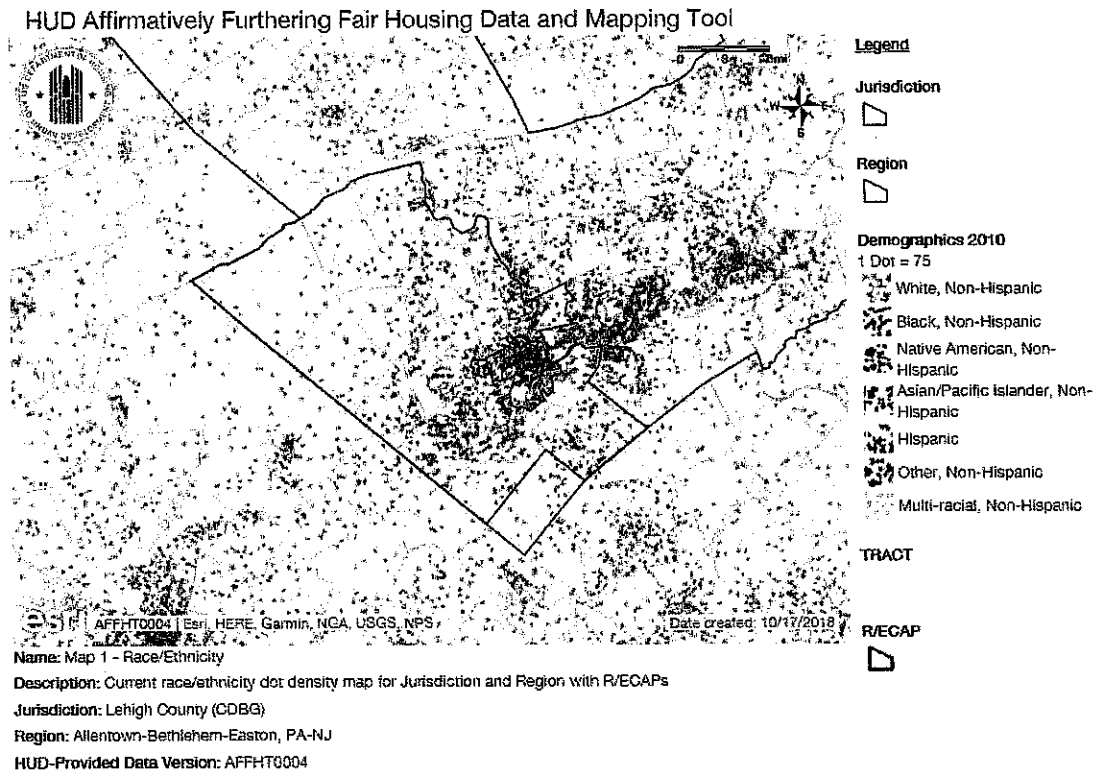 HUD Affirmatively Furthering Fair Housing Data and Mapping Tool
Legend
Jurisdiction
Region
Demographics 2010
1 Dot = 75
White, Non-Hispanic
Black, Non-Hispanic
Native American, Non-
Hispanic
Asian/Pacific Islander, Non-
Hispanic
Hispanic
Other, Non-Hispanic
Multi-racial, Non-Hispanic
TRACT
R/ECAP
N
W
E
S
AFFHT0004 | Esri, HERE, Garmin, NGA, USGS, NPS
Date created: 10/17/2018
Name: Map 1 - Race/Ethnicity
Description: Current race/ethnicity dot density map for Jurisdiction and Region with R/ECAPs
Jurisdiction: Lehigh County (CDBG)
Region: Allentown-Bethlehem-Easton, PA-NJ
HUD-Provided Data Version: AFFHT0004